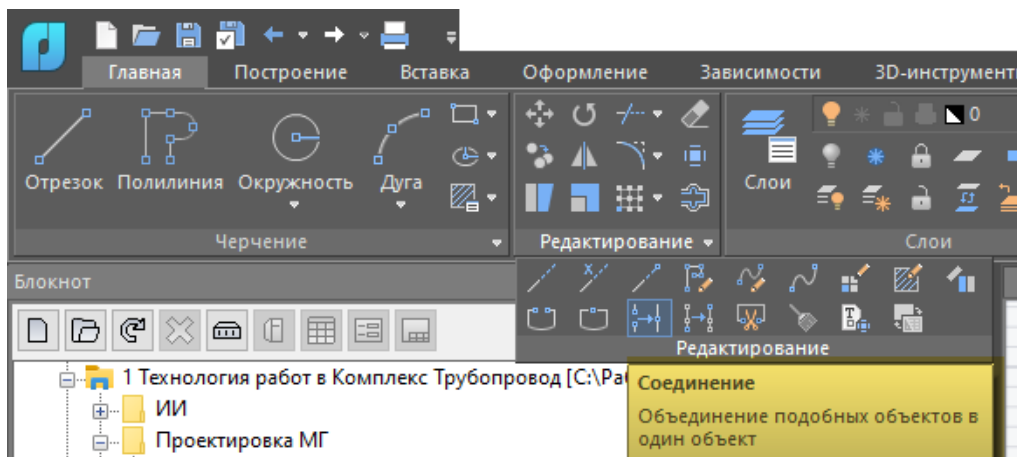 Главная Построение Вставка Оформление Зависимости 3D-инструмент
0
Отрезок Полилиния Окружность Дуга Слои
Черчение Редактирование Слои
Блокнот
Редактирование
1 Технология работ в Комплекс Трубопровод [C:\Ра
ИИ
Проектировка МГ
Соединение
Объединение подобных объектов в
один объект